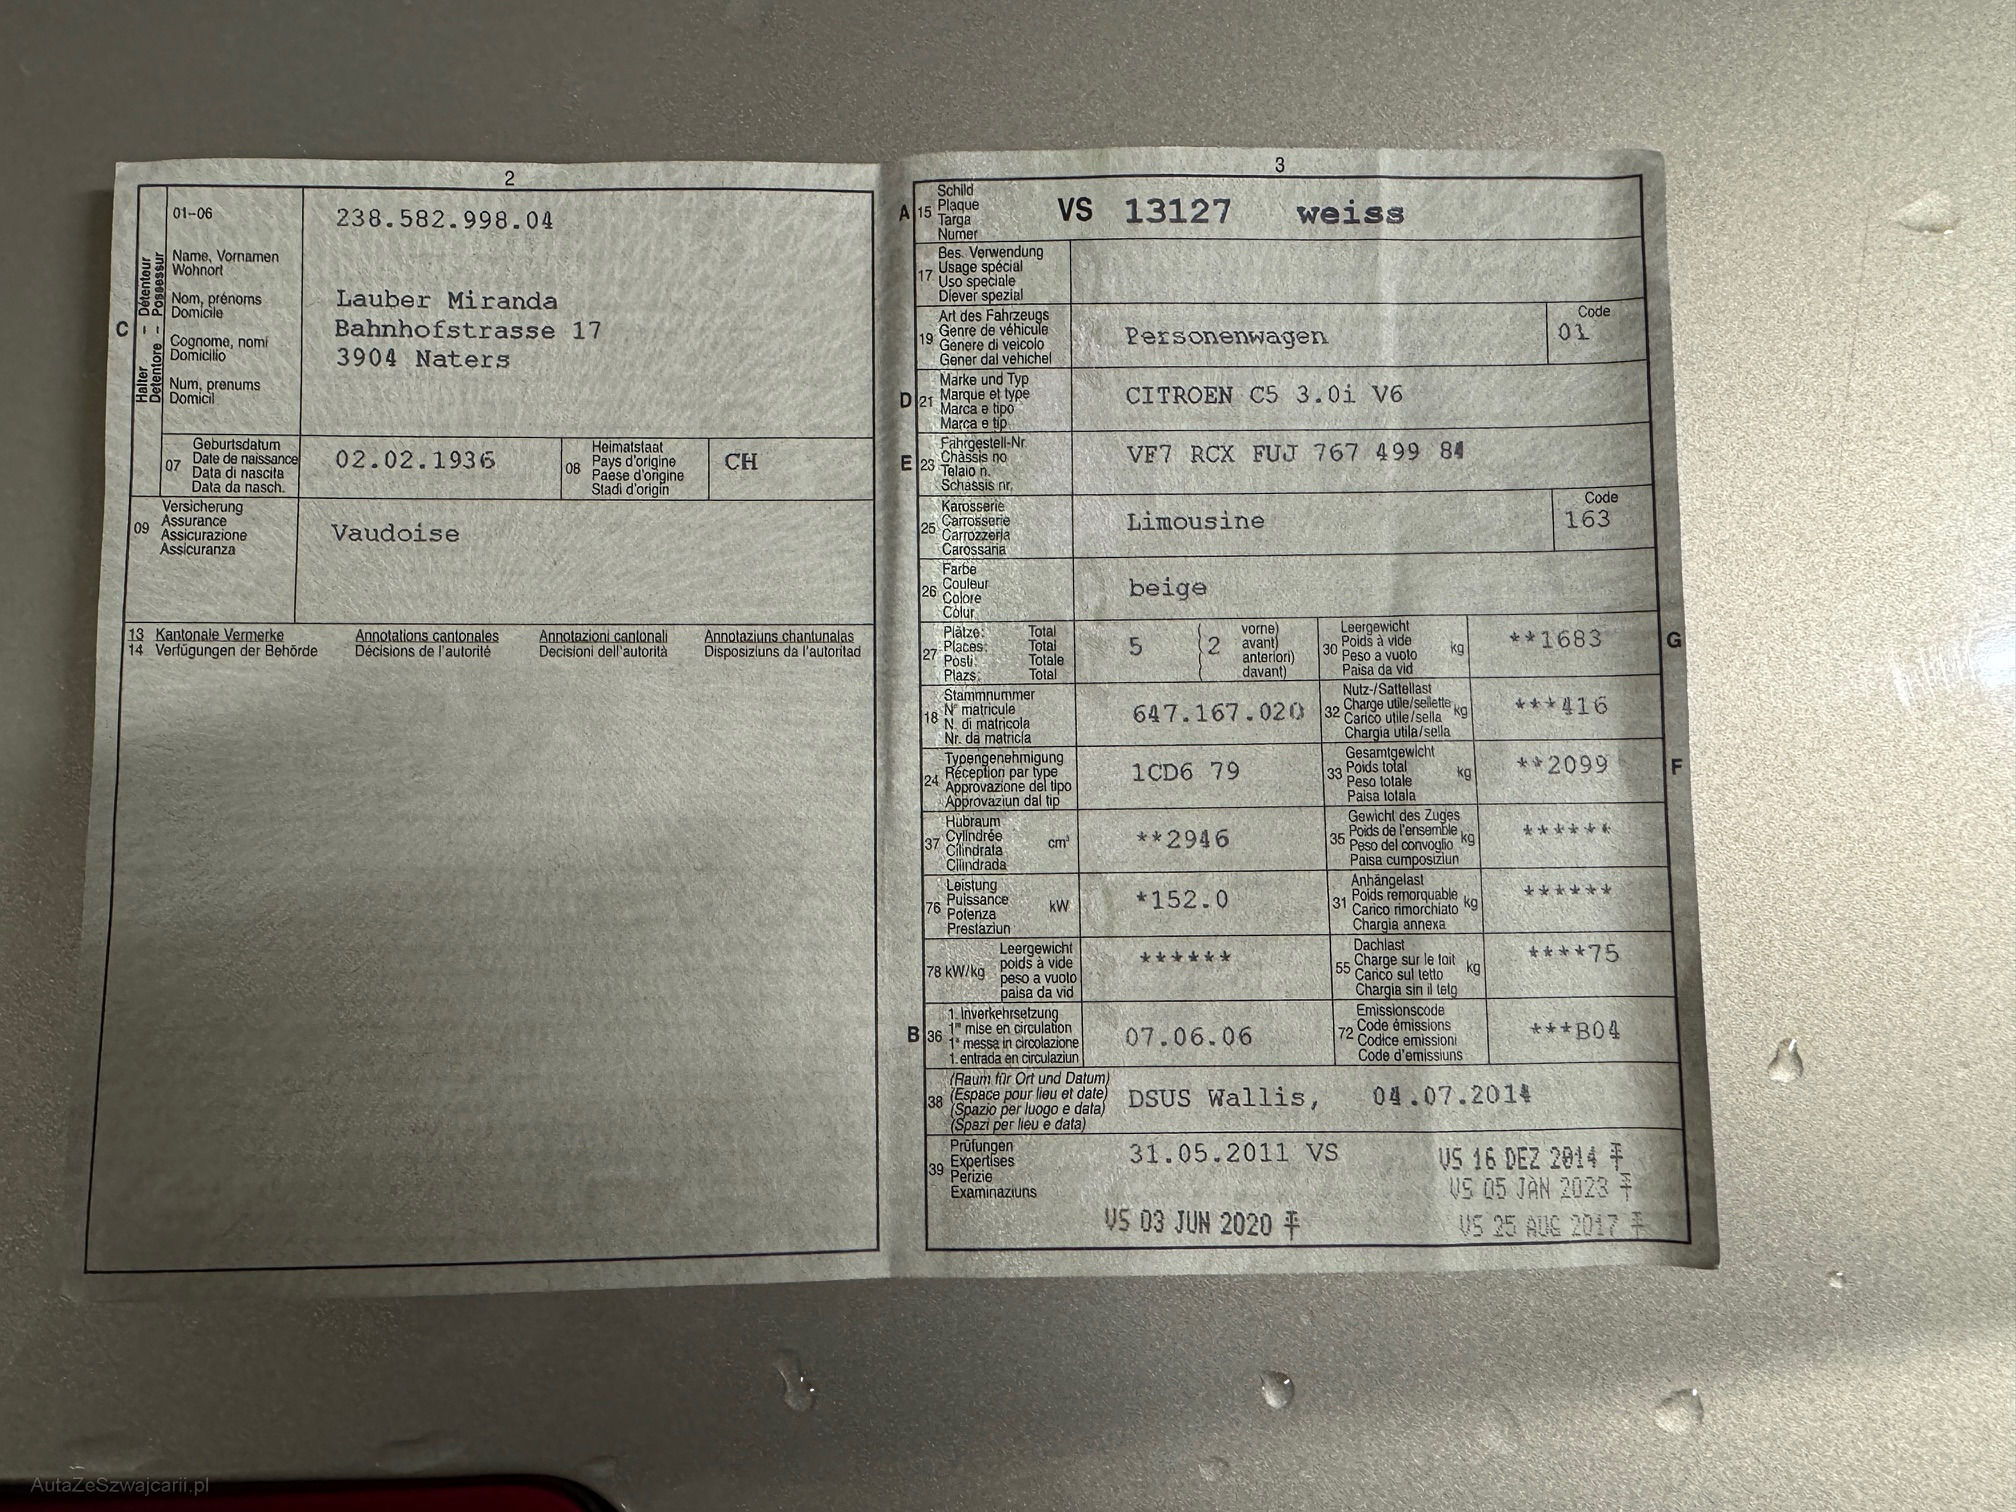 2
01-06
238.582.998.04
C
Halter – Détenteur
Detentore – Possessur
Name, Vornamen
Wohnort
Nom, prénoms
Domicile
Cognome, nomi
Domicilio
Num, prenums
Domicil
Lauber Miranda
Bahnhofstrasse 17
3904 Naters
07
Geburtsdatum
Date de naissance
Data di nascita
Data da nasch.
02.02.1936
08
Heimatstaat
Pays d'origine
Paese d'origine
Stadi d'origin
CH
09
Versicherung
Assurance
Assicurazione
Assicuranza
Vaudoise
13 Kantonale Vermerke Annotations cantonales Annotazioni cantonali Annotaziuns chantunalas
14 Verfügungen der Behörde Décisions de l'autorité Decisioni dell'autorità Disposiziuns da l'autoritad
3
A 15
Schild
Plaque
Targa
Numer
VS 13127 weiss
17
Bes. Verwendung
Usage spécial
Uso speciale
Diever spezial
19
Art des Fahrzeugs
Genre de véhicule
Genere di veicolo
Gener dal vehichel
Personenwagen
Code
01
D 21
Marke und Typ
Marque et type
Marca e tipo
Marca e tip
CITROEN C5 3.0i V6
E 23
Fahrgestell-Nr.
Châssis no
Telaio n.
Schassis nr.
VF7 RCX FUJ 767 499 84
25
Karosserie
Carrosserie
Carrozzeria
Carossaria
Limousine
Code
163
26
Farbe
Couleur
Colore
Colur
beige
27
Plätze: Total
Places: Total
Posti: Totale
Plazs: Total
5
(2
vorne)
avant)
anteriori)
davant)
30
Leergewicht
Poids à vide
Peso a vuoto
Paisa da vid
kg
**1683
G
18
Stammnummer
N° matricule
N. di matricola
Nr. da matricla
647.167.020
32
Nutz-/Sattellast
Charge utile/sellette
Carico utile/sella
Chargia utila/sella
kg
***416
24
Typengenehmigung
Réception par type
Approvazione del tipo
Approvaziun dal tip
1CD6 79
33
Gesamtgewicht
Poids total
Peso totale
Paisa totala
kg
**2099
F
37
Hubraum
Cylindrée
Cilindrata
Cilindrada
cm³
**2946
35
Gewicht des Zuges
Poids de l'ensemble
Peso del convoglio
Paisa cumposiziun
kg
******
76
Leistung
Puissance
Potenza
Prestaziun
kW
*152.0
31
Anhängelast
Poids remorquable
Carico rimorchiato
Chargia annexa
kg
******
78 kW/kg
Leergewicht
poids à vide
peso a vuoto
paisa da vid
******
55
Dachlast
Charge sur le toit
Carico sul tetto
Chargia sin il tetg
kg
****75
B 36
1. Inverkehrsetzung
1re mise en circulation
1a messa in circolazione
1. entrada en circulaziun
07.06.06
72
Emissionscode
Code émissions
Codice emissioni
Code d'emissiuns
***B04
38
(Raum für Ort und Datum)
(Espace pour lieu et date)
(Spazio per luogo e data)
(Spazi per lieu e data)
DSUS Wallis, 04.07.2014
39
Prüfungen
Expertises
Perizie
Examinaziuns
31.05.2011 VS
VS 16 DEZ 2014
VS 05 JAN 2023
VS 03 JUN 2020
VS 25 AUG 2017
AutaZeSzwajcarii.pl